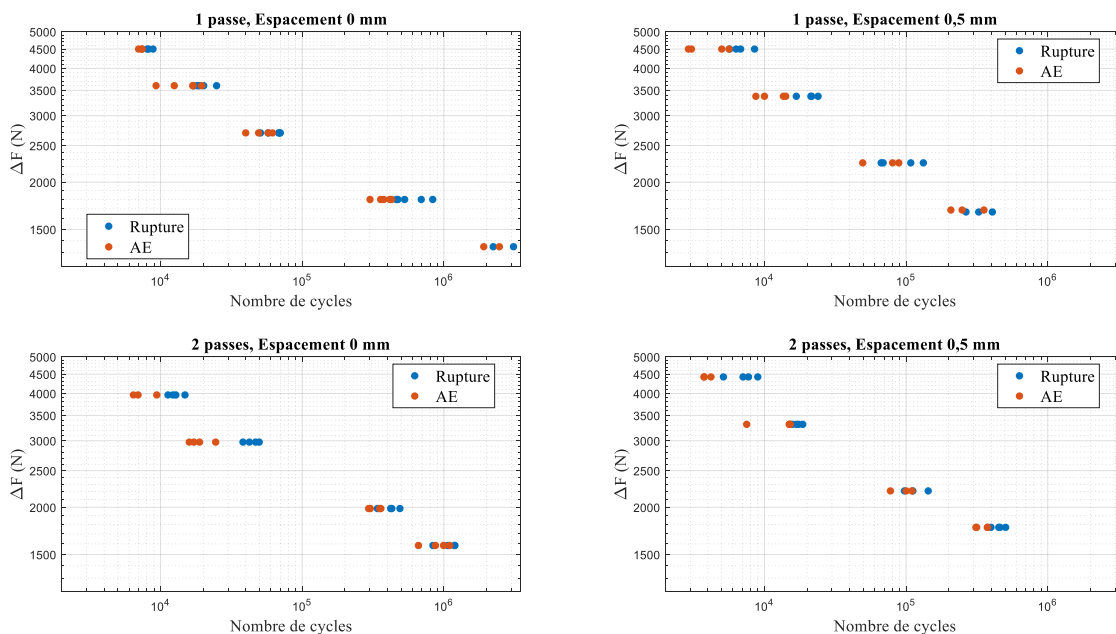 1 passe, Espacement 0 mm
5000
4500
4000
3500
3000
2500
2000
1500
ΔF (N)
Rupture
AE
10^4
10^5
10^6
Nombre de cycles
1 passe, Espacement 0,5 mm
5000
4500
4000
3500
3000
2500
2000
1500
ΔF (N)
Rupture
AE
10^4
10^5
10^6
Nombre de cycles
2 passes, Espacement 0 mm
5000
4500
4000
3500
3000
2500
2000
1500
ΔF (N)
Rupture
AE
10^4
10^5
10^6
Nombre de cycles
2 passes, Espacement 0,5 mm
5000
4500
4000
3500
3000
2500
2000
1500
ΔF (N)
Rupture
AE
10^4
10^5
10^6
Nombre de cycles